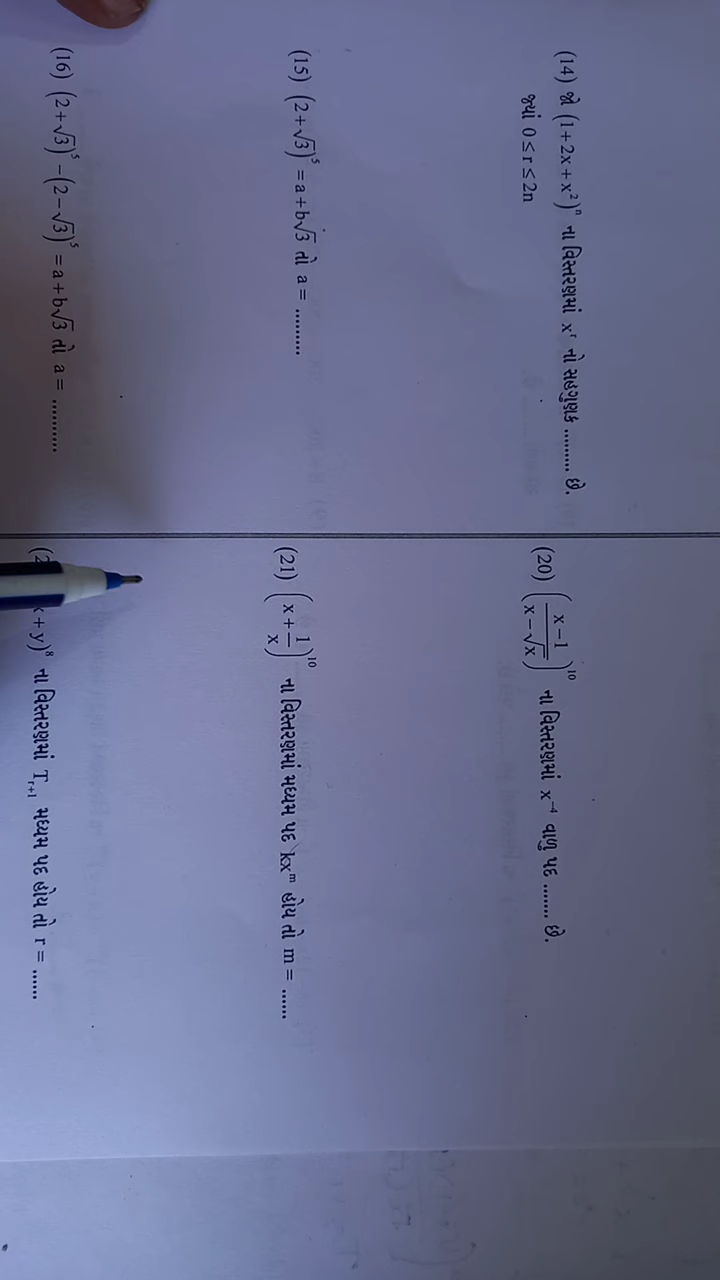 (14) જો (1+2x+x²)ⁿ ના વિસ્તરણમાં xʳ નો સહગુણક ......... છે.
જ્યાં 0 ≤ r ≤ 2n
(15) (2+√3)⁵ = a+b√3 તો a = .........
(16) (2+√3)⁵ − (2−√3)⁵ = a+b√3 તો a = ..........
(20) ((x−1)/(x−√x))¹⁰ ના વિસ્તરણમાં x⁻⁴ વાળુ પદ ....... છે.
(21) (x + 1/x)¹⁰ ના વિસ્તરણમાં મધ્યમ પદ kxᵐ હોય તો m = ......
x + y)⁸ ના વિસ્તરણમાં Tᵣ₊₁ મધ્યમ પદ હોય તો r = ......